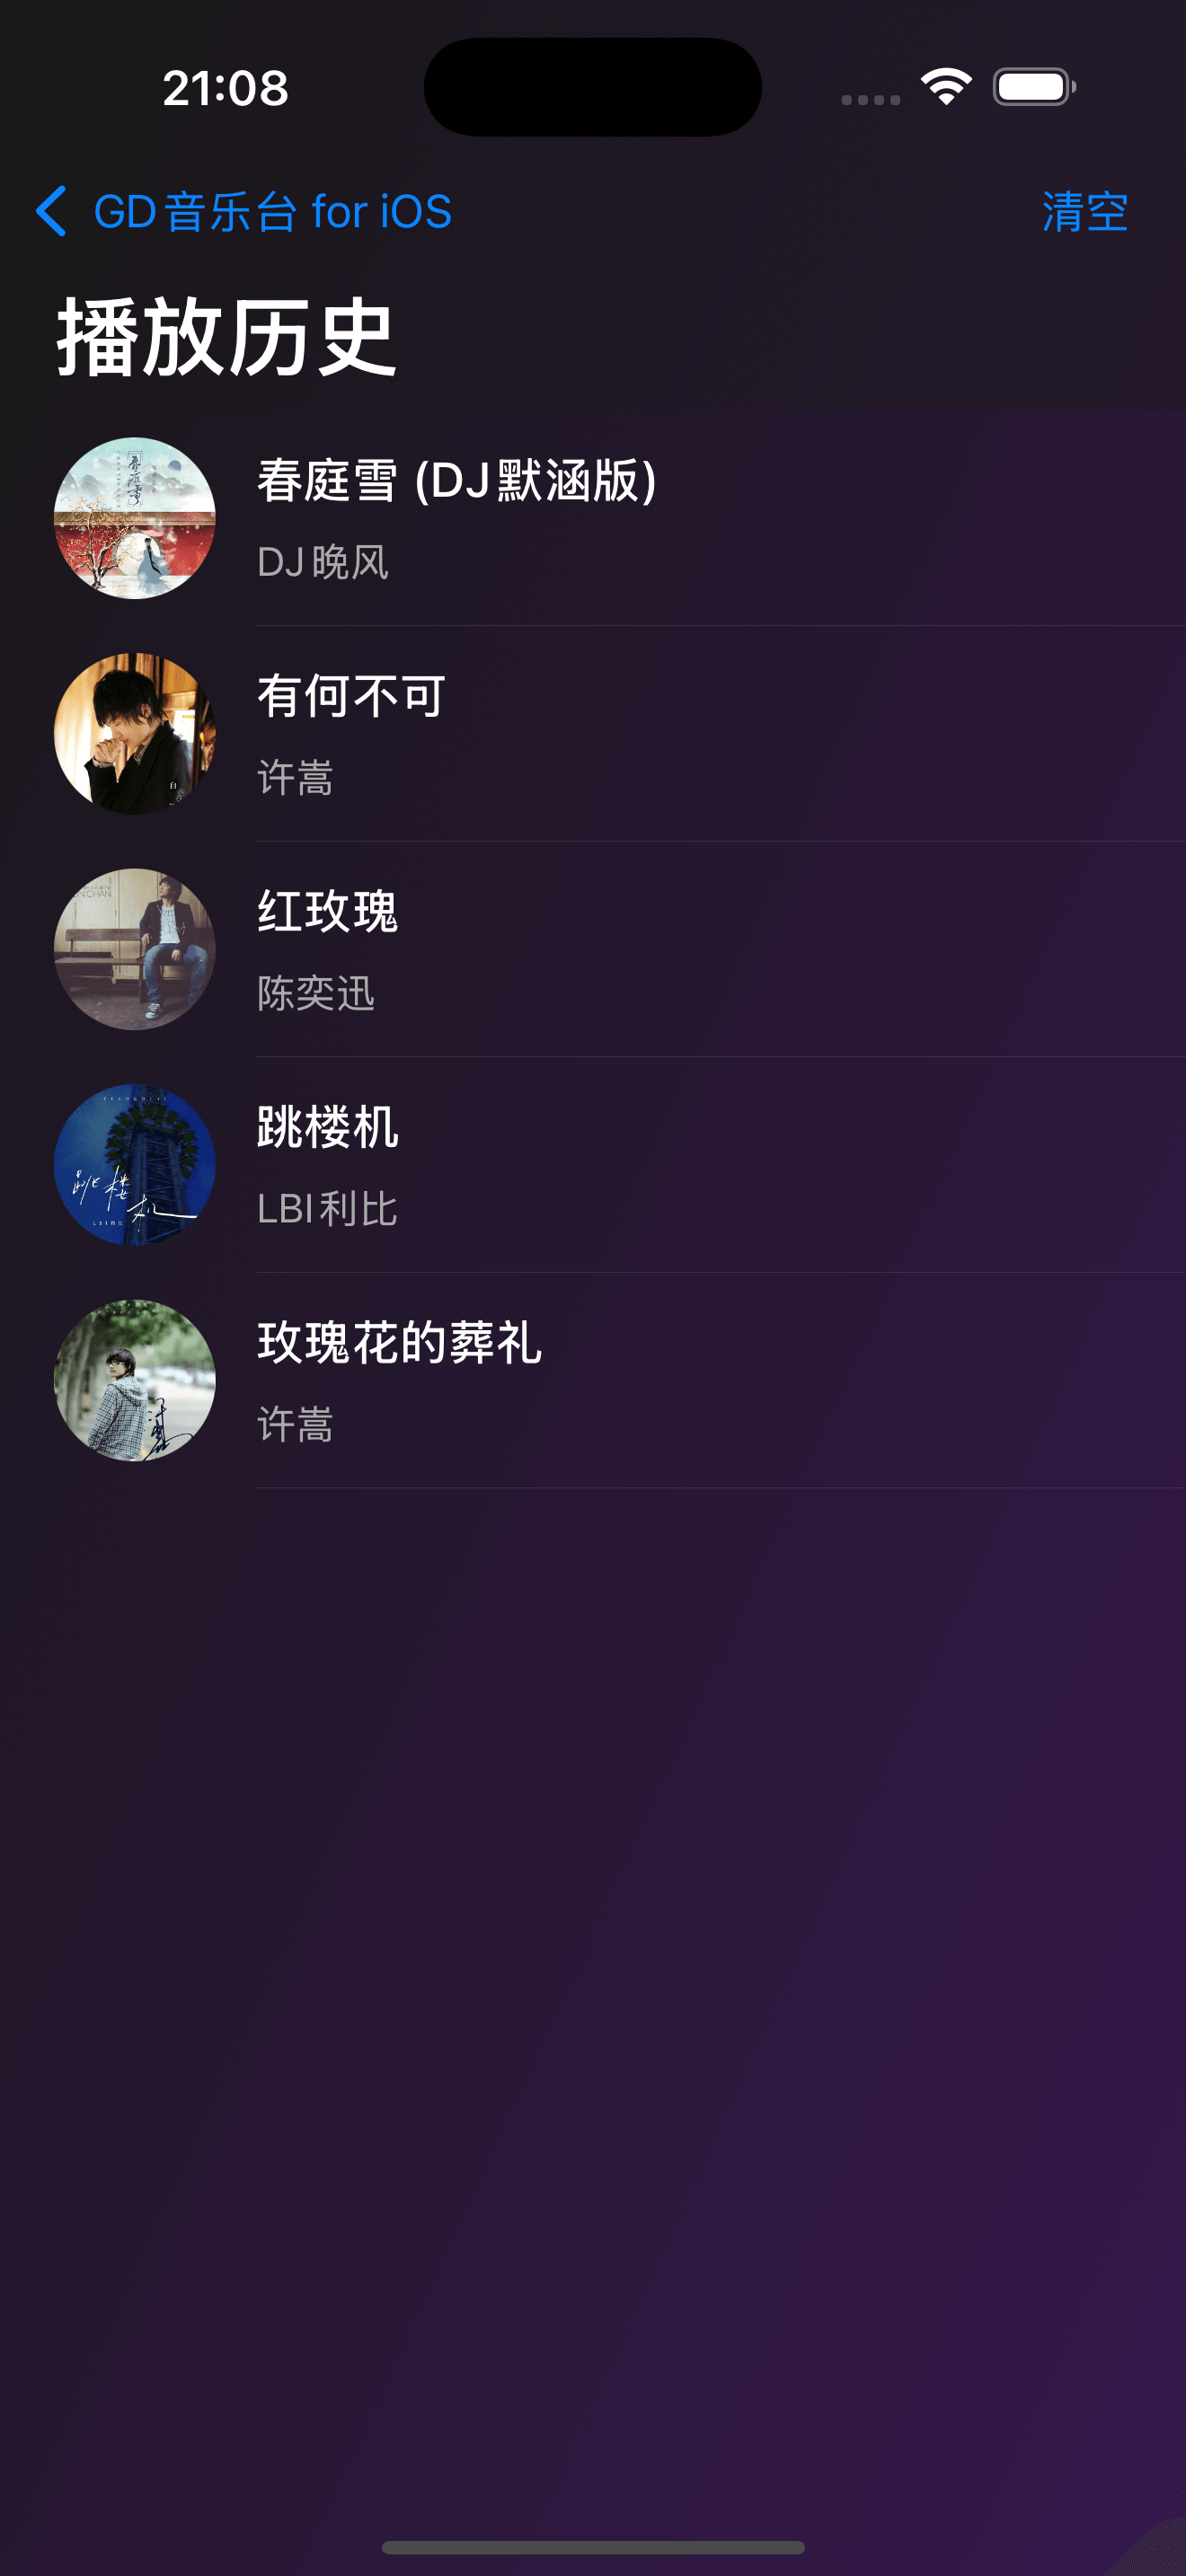 21:08
GD音乐台 for iOS
清空
播放历史
春庭雪 (DJ默涵版)
DJ晚风
有何不可
许嵩
红玫瑰
陈奕迅
跳楼机
LBI利比
玫瑰花的葬礼
许嵩